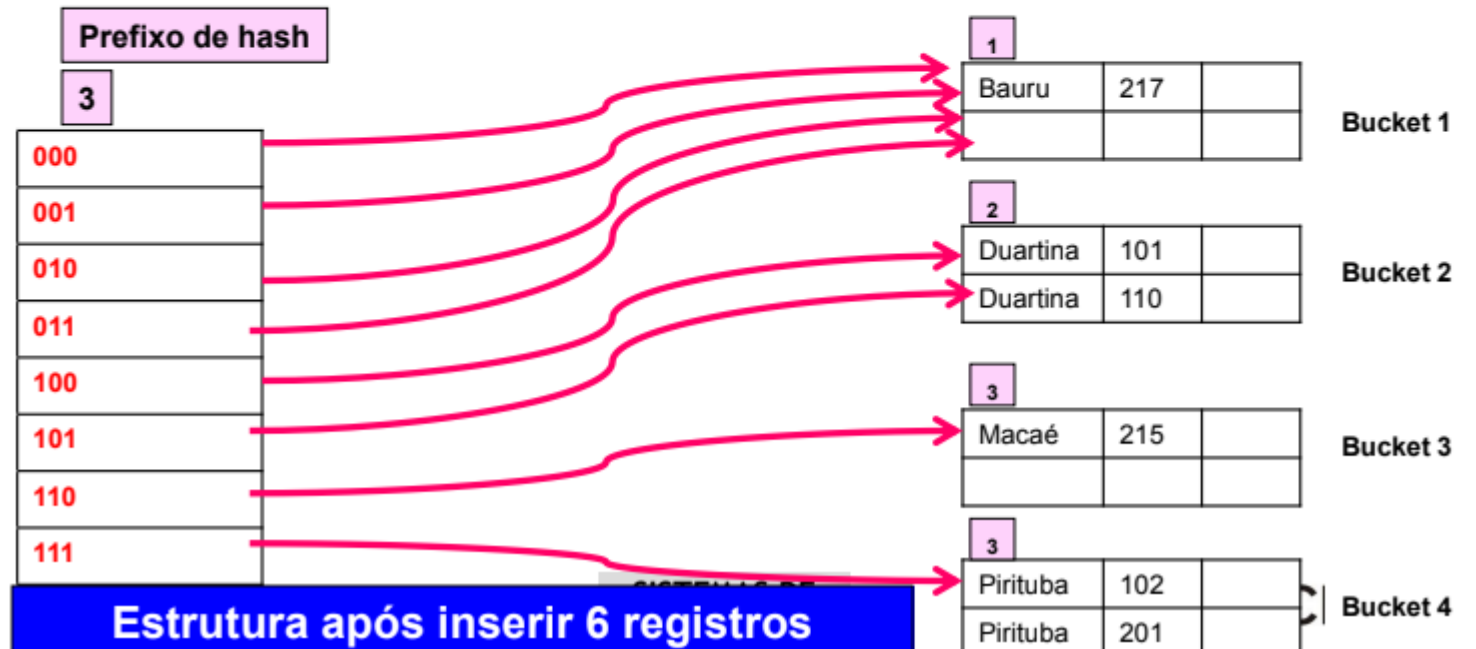 Prefixo de hash
3
000
001
010
011
100
101
110
111
1
Bauru 217
Bucket 1
2
Duartina 101
Duartina 110
Bucket 2
3
Macaé 215
Bucket 3
3
Pirituba 102
Pirituba 201
Bucket 4
Estrutura após inserir 6 registros